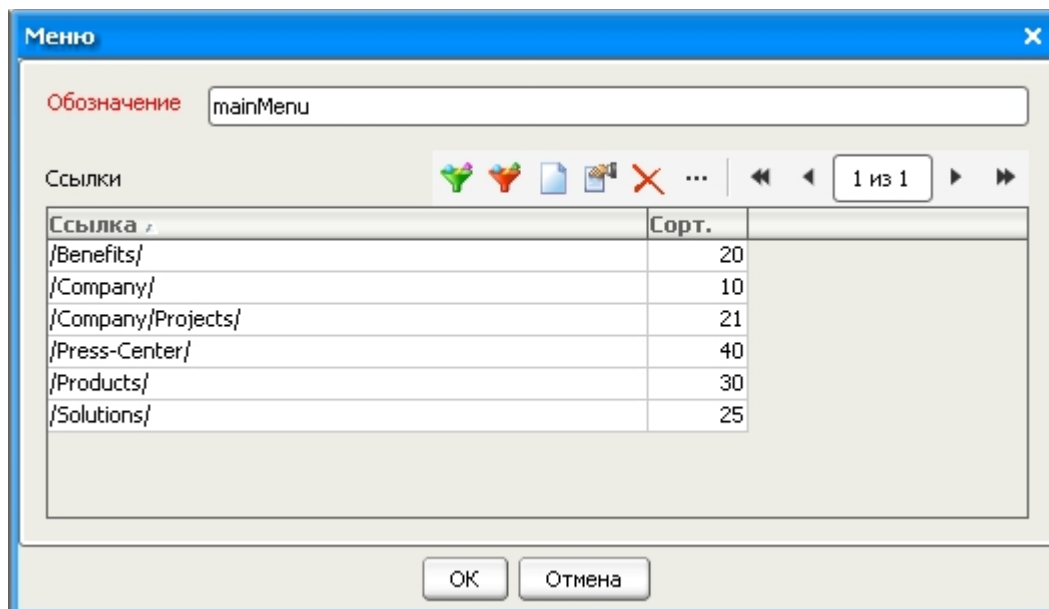 Меню
Обозначение mainMenu
Ссылки ... 1 из 1
Ссылка Сорт.
/Benefits/ 20
/Company/ 10
/Company/Projects/ 21
/Press-Center/ 40
/Products/ 30
/Solutions/ 25
ОК Отмена